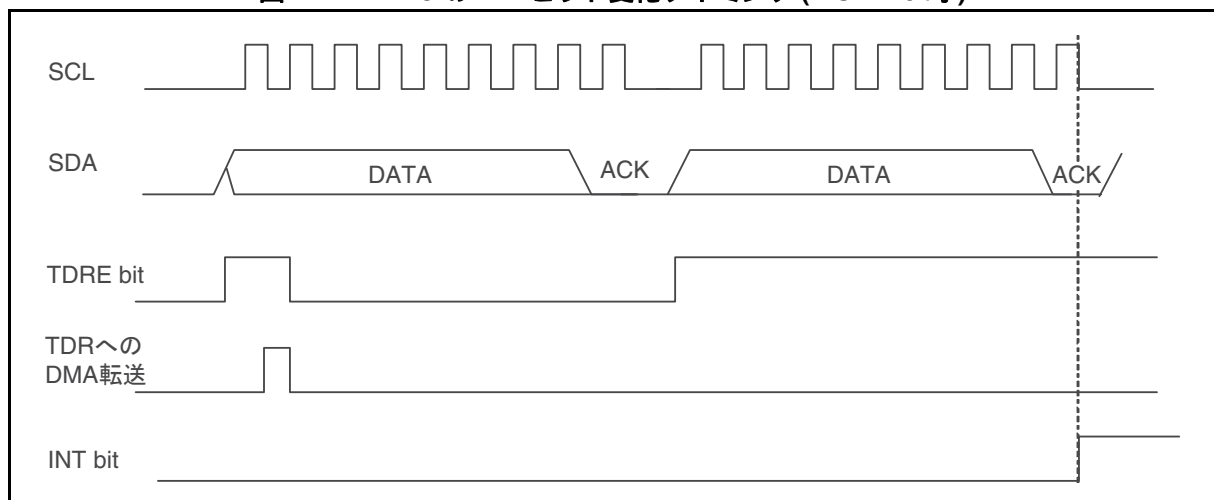 SCL
SDA
DATA
ACK
DATA
ACK
TDRE bit
TDRへの
DMA転送
INT bit